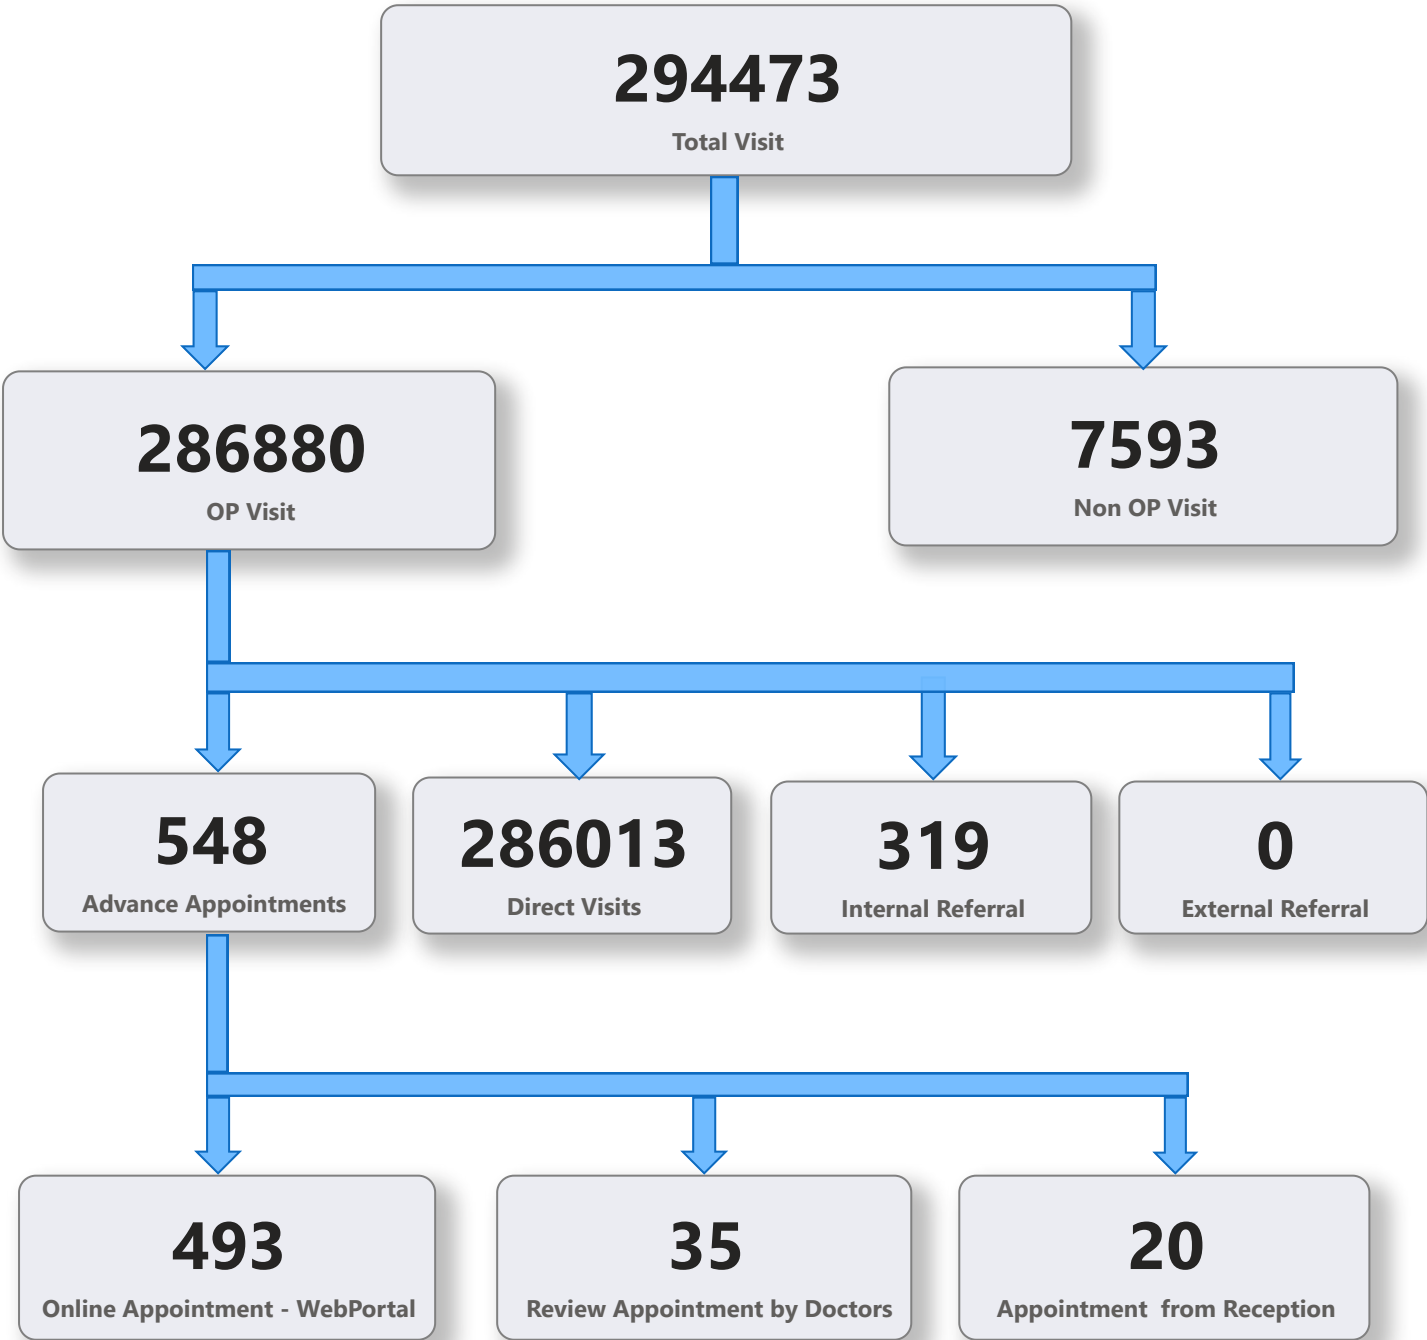 294473
Total Visit
286880
OP Visit
7593
Non OP Visit
548
Advance Appointments
286013
Direct Visits
319
Internal Referral
0
External Referral
493
Online Appointment - WebPortal
35
Review Appointment by Doctors
20
Appointment  from Reception